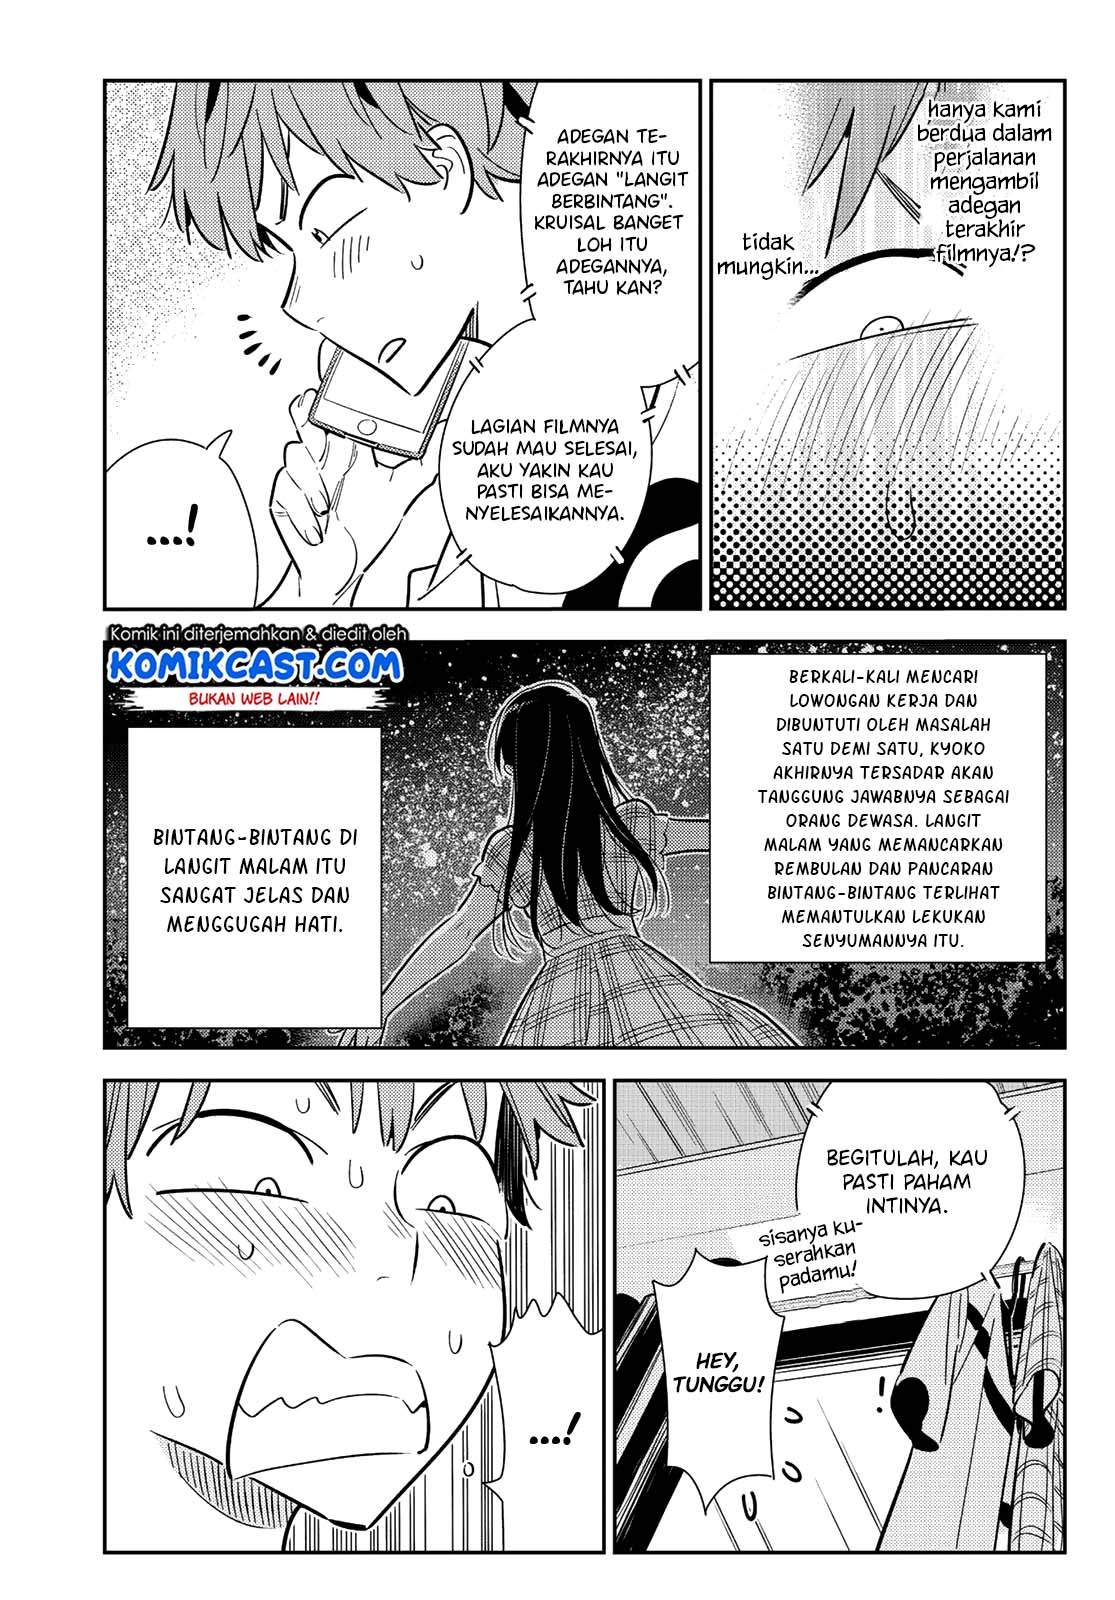 hanya kami
berdua dalam
perjalanan
mengambil
adegan
terakhir
filmnya!?
tidak
mungkin...
ADEGAN TE-
RAKHIRNYA ITU
ADEGAN "LANGIT
BERBINTANG".
KRUISAL BANGET
LOH ITU
ADEGANNYA,
TAHU KAN?
LAGIAN FILMNYA
SUDAH MAU SELESAI,
AKU YAKIN KAU
PASTI BISA ME-
NYELESAIKANNYA.
....!
Komik ini diterjemahkan & diedit oleh
KOMIKCAST.COM
BUKAN WEB LAIN!!
BERKALI-KALI MENCARI
LOWONGAN KERJA DAN
DIBUNTUTI OLEH MASALAH
SATU DEMI SATU, KYOKO
AKHIRNYA TERSADAR AKAN
TANGGUNG JAWABNYA SEBAGAI
ORANG DEWASA. LANGIT
MALAM YANG MEMANCARKAN
REMBULAN DAN PANCARAN
BINTANG-BINTANG TERLIHAT
MEMANTULKAN LEKUKAN
SENYUMANNYA ITU.
BINTANG-BINTANG DI
LANGIT MALAM ITU
SANGAT JELAS DAN
MENGGUGAH HATI.
BEGITULAH, KAU
PASTI PAHAM
INTINYA.
sisanya ku-
serahkan
padamu!
HEY,
TUNGGU!
!
....!